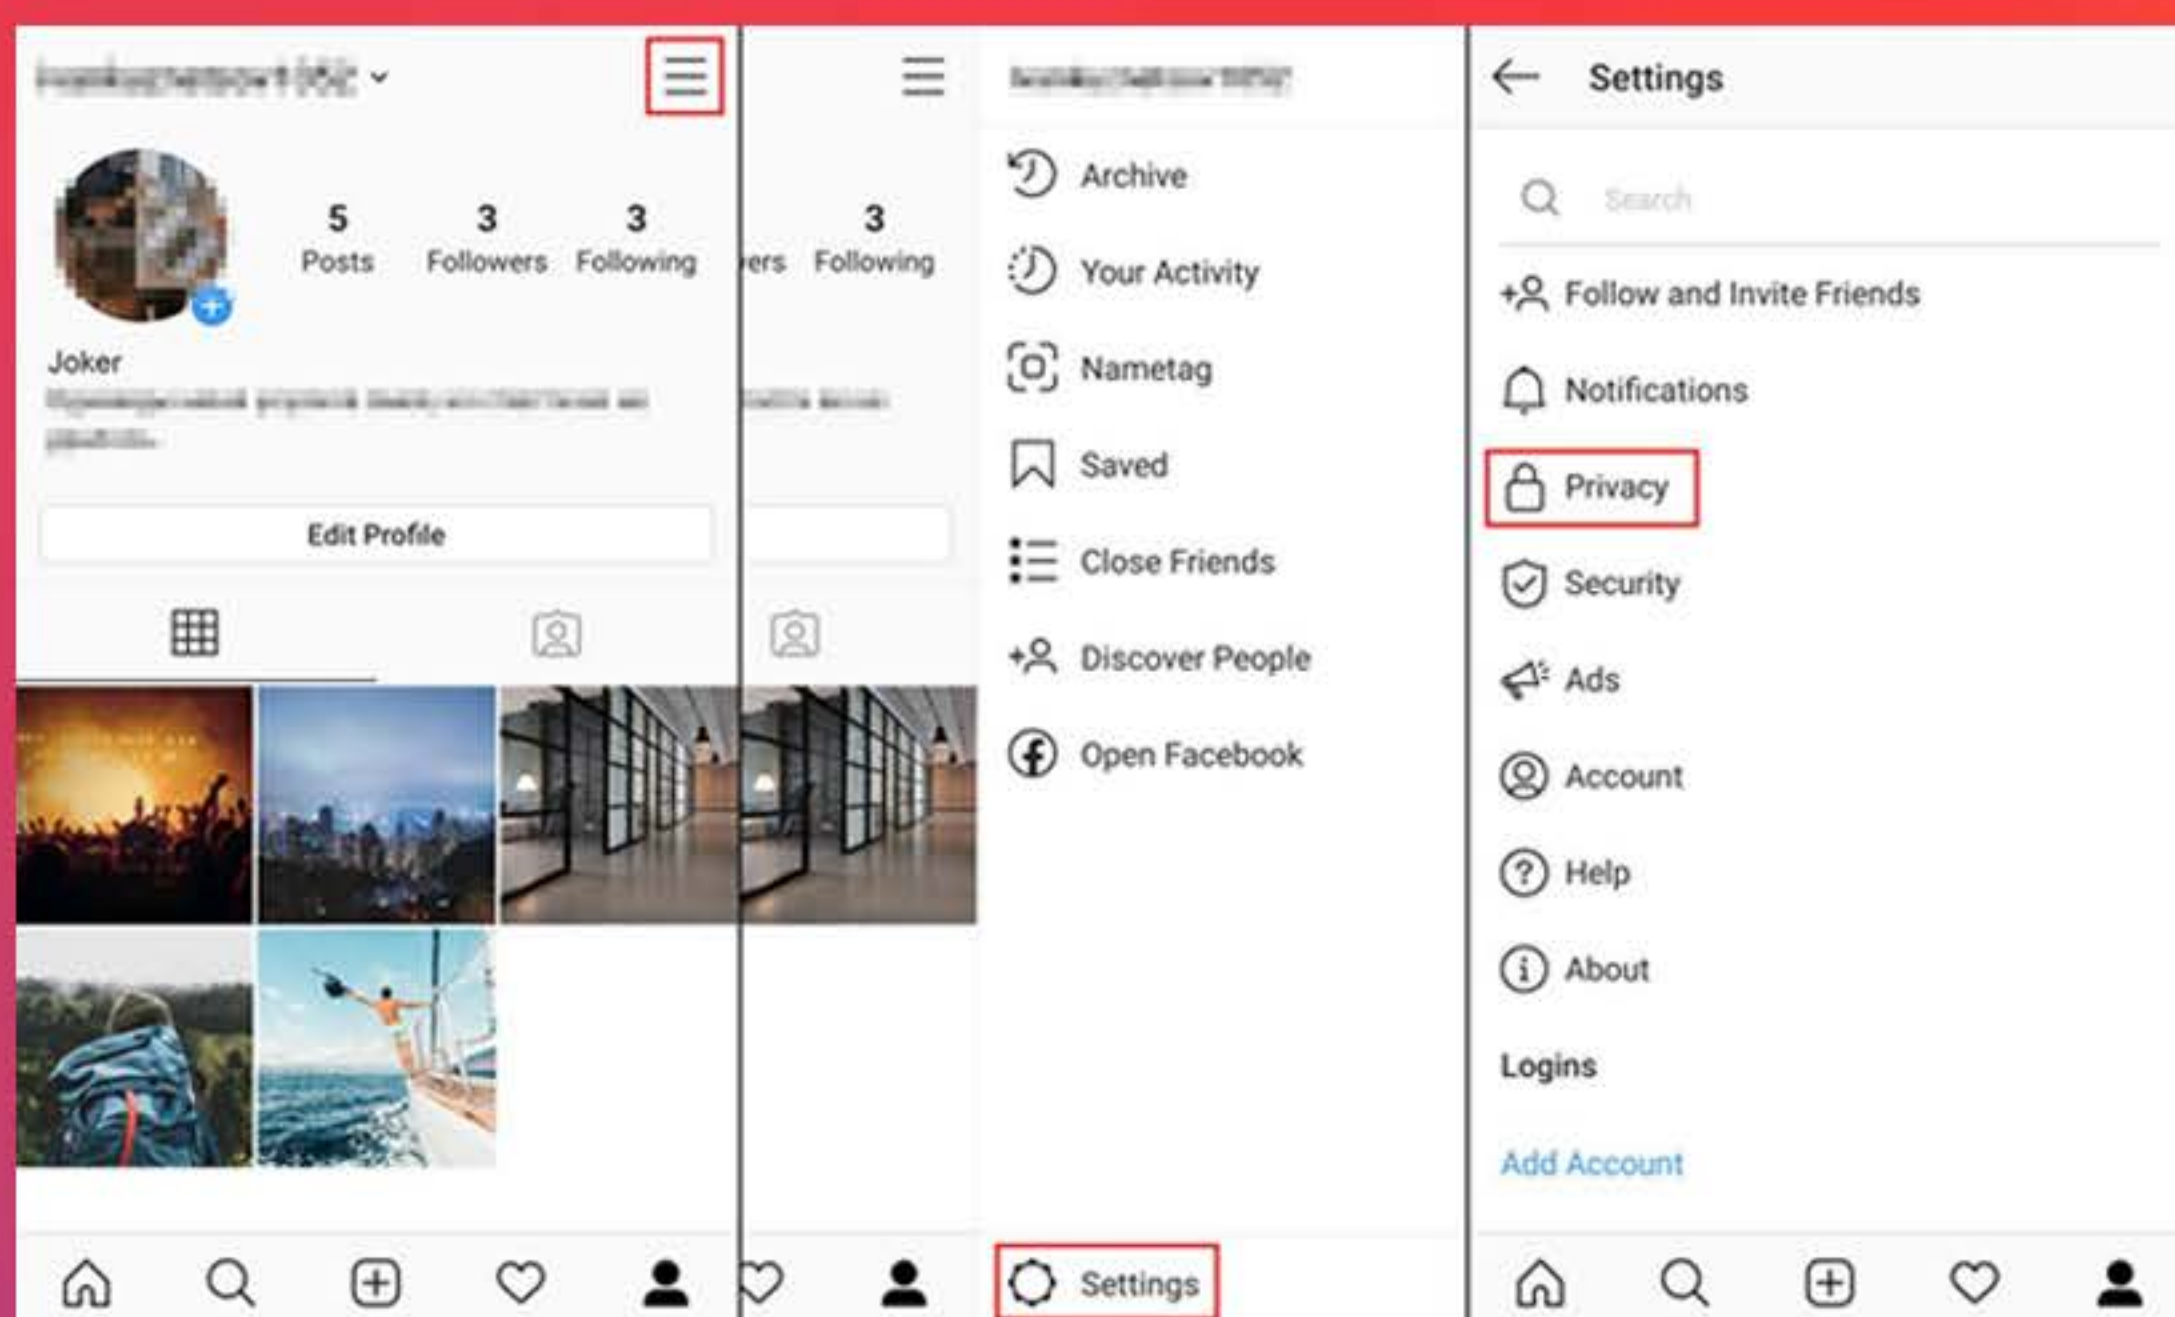 5
3
3
Posts
Followers
Following
Joker
Edit Profile
3
ers Following
Archive
Your Activity
Nametag
Saved
Close Friends
Discover People
Open Facebook
Settings
Settings
Search
Follow and Invite Friends
Notifications
Privacy
Security
Ads
Account
Help
About
Logins
Add Account